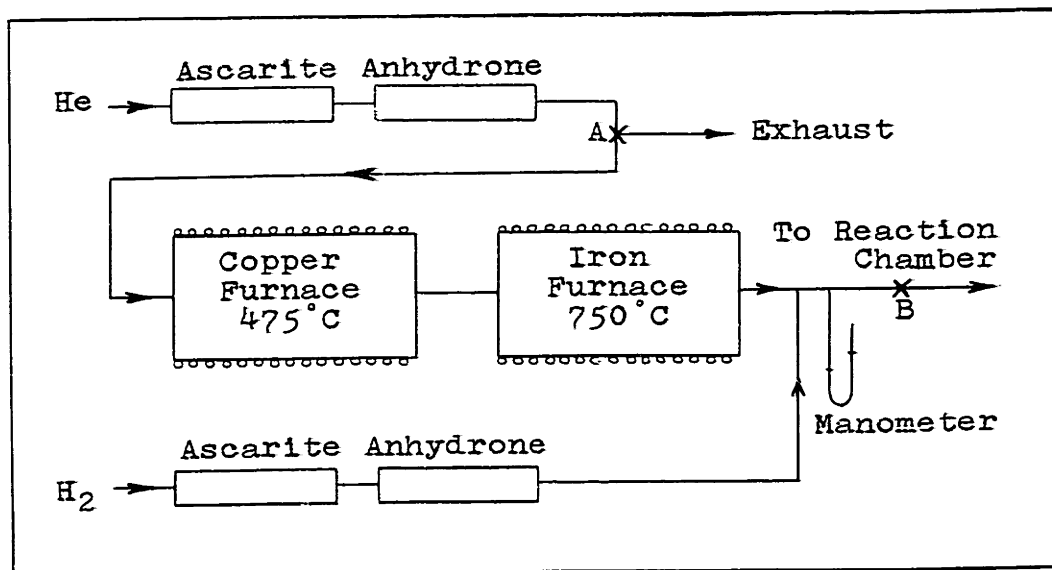 Ascarite Anhydrone
He
A
Exhaust
To Reaction
Chamber
Copper
Furnace
475°C
Iron
Furnace
750°C
B
Manometer
Ascarite Anhydrone
H2